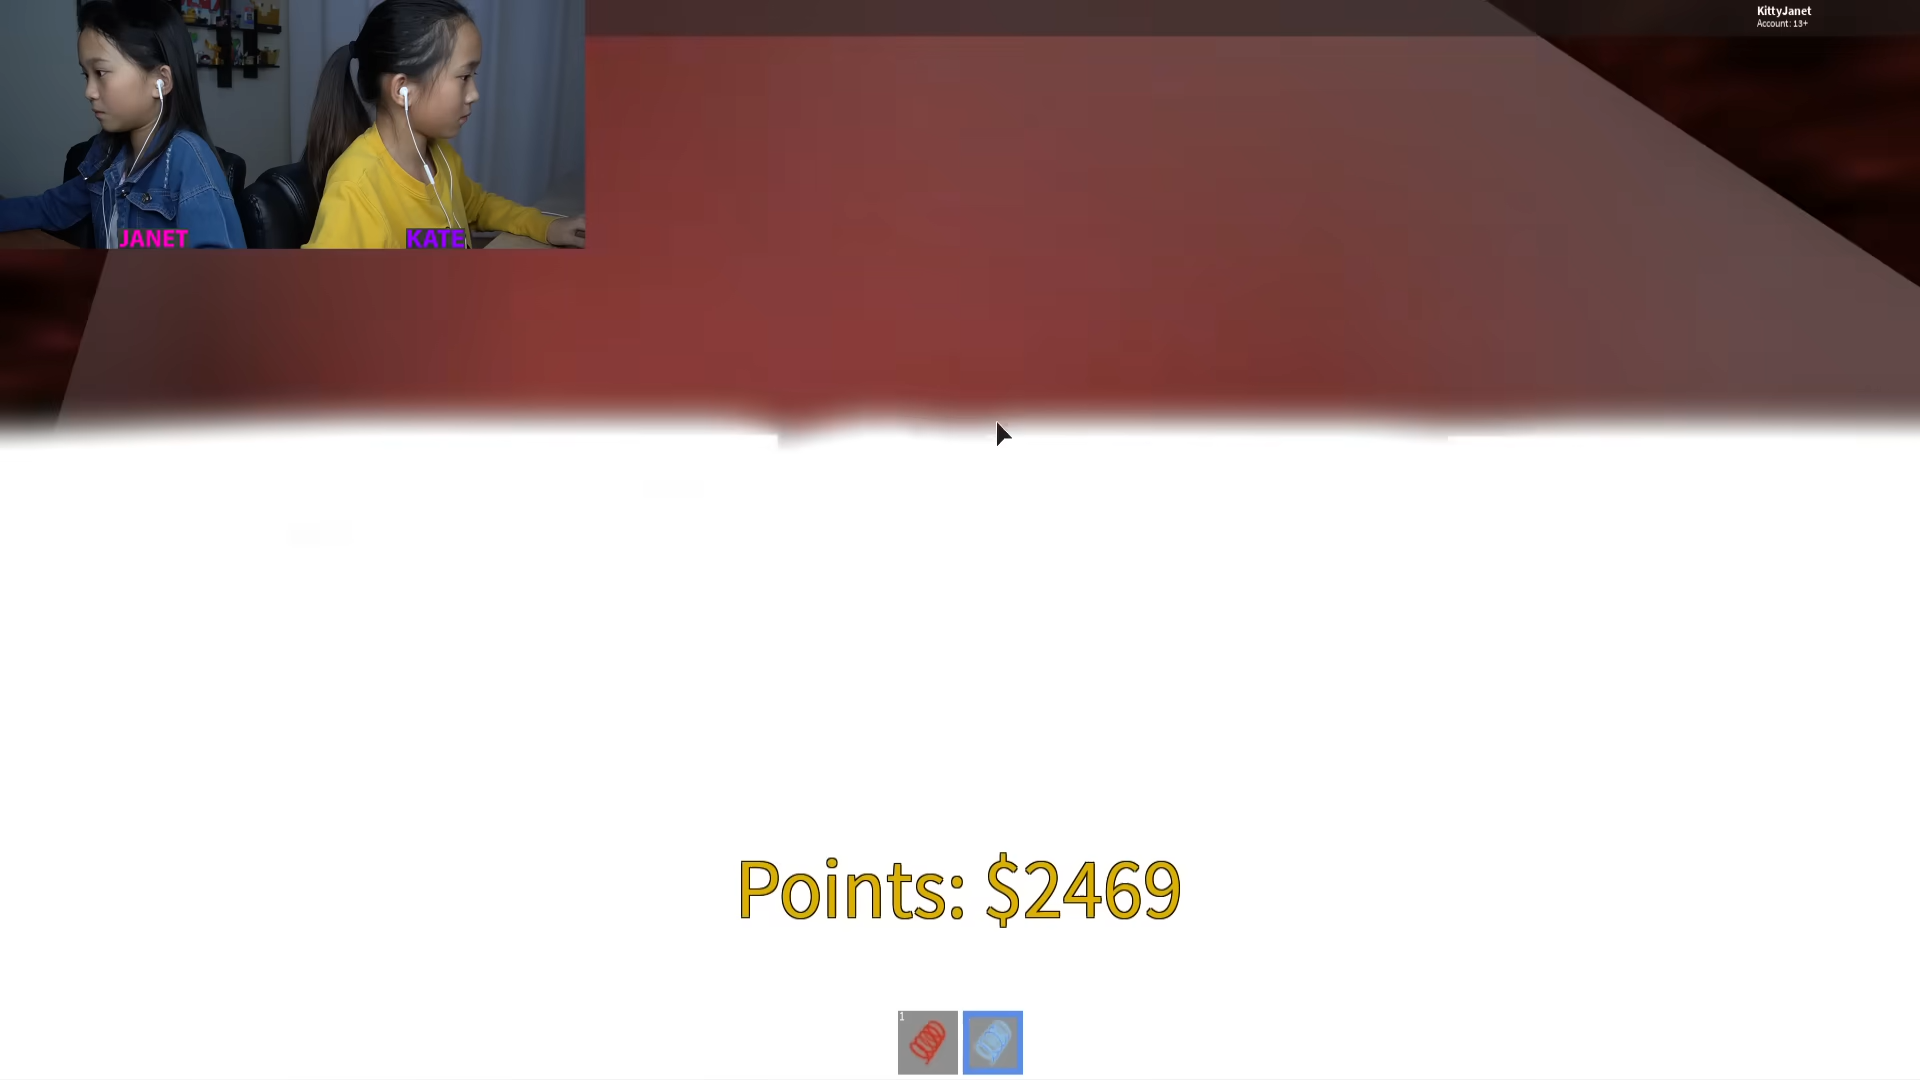 KittyJanet
Account: 13+
JANET
KATE
Points: $2469
1